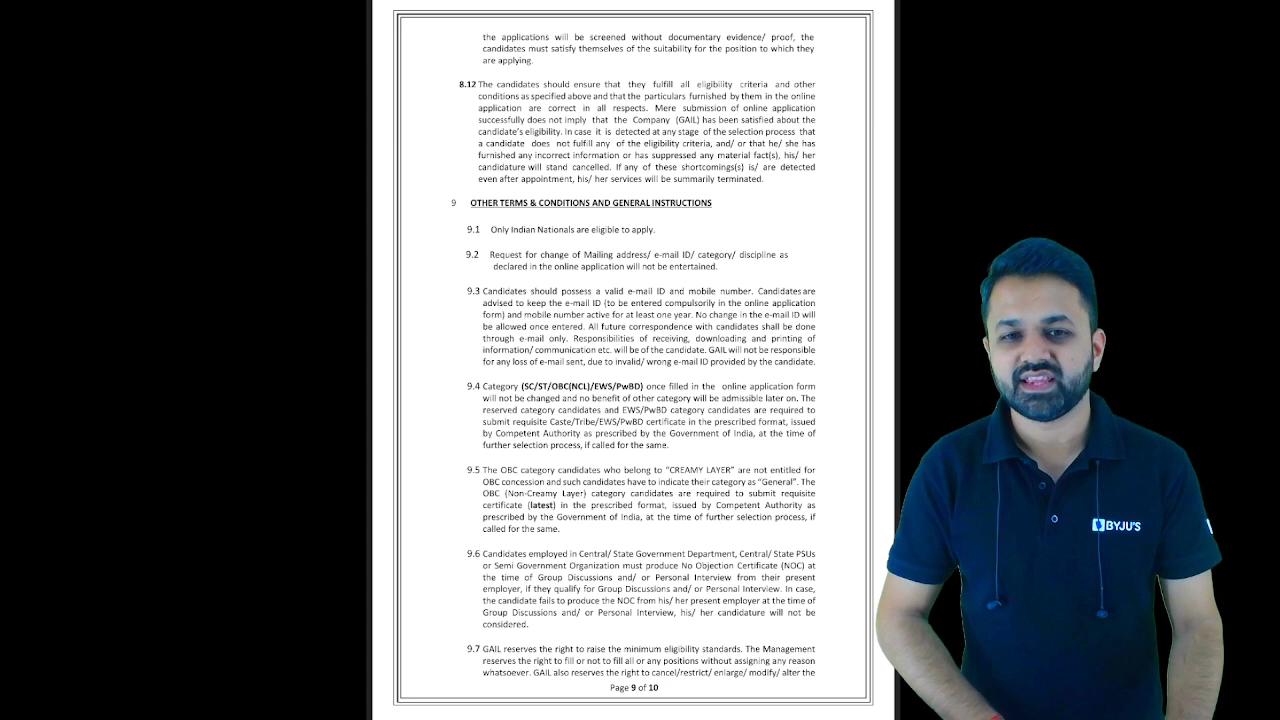 the applications will be screened without documentary evidence/ proof, the
candidates must satisfy themselves of the suitability for the position to which they
are applying.
8.12 The candidates should ensure that they fulfill all eligibility criteria and other
conditions as specified above and that the particulars furnished by them in the online
application are correct in all respects. Mere submission of online application
successfully does not imply that the Company (GAIL) has been satisfied about the
candidate's eligibility. In case it is detected at any stage of the selection process that
a candidate does not fulfill any of the eligibility criteria, and/ or that he/ she has
furnished any incorrect information or has suppressed any material fact(s), his/ her
candidature will stand cancelled. If any of these shortcomings(s) is/ are detected
even after appointment, his/ her services will be summarily terminated.
9 OTHER TERMS & CONDITIONS AND GENERAL INSTRUCTIONS
9.1 Only Indian Nationals are eligible to apply.
9.2 Request for change of Mailing address/ e-mail ID/ category/ discipline as
declared in the online application will not be entertained.
9.3 Candidates should possess a valid e-mail ID and mobile number. Candidates are
advised to keep the e-mail ID (to be entered compulsorily in the online application
form) and mobile number active for at least one year. No change in the e-mail ID will
be allowed once entered. All future correspondence with candidates shall be done
through e-mail only. Responsibilities of receiving, downloading and printing of
information/ communication etc. will be of the candidate. GAIL will not be responsible
for any loss of e-mail sent, due to invalid/ wrong e-mail ID provided by the candidate.
9.4 Category (SC/ST/OBC(NCL)/EWS/PwBD) once filled in the online application form
will not be changed and no benefit of other category will be admissible later on. The
reserved category candidates and EWS/PwBD category candidates are required to
submit requisite Caste/Tribe/EWS/PwBD certificate in the prescribed format, issued
by Competent Authority as prescribed by the Government of India, at the time of
further selection process, if called for the same.
9.5 The OBC category candidates who belong to "CREAMY LAYER" are not entitled for
OBC concession and such candidates have to indicate their category as "General". The
OBC (Non-Creamy Layer) category candidates are required to submit requisite
certificate (latest) in the prescribed format, issued by Competent Authority as
prescribed by the Government of India, at the time of further selection process, if
called for the same.
9.6 Candidates employed in Central/ State Government Department, Central/ State PSUs
or Semi Government Organization must produce No Objection Certificate (NOC) at
the time of Group Discussions and/ or Personal Interview from their present
employer, if they qualify for Group Discussions and/ or Personal Interview. In case,
the candidate fails to produce the NOC from his/ her present employer at the time of
Group Discussions and/ or Personal Interview, his/ her candidature will not be
considered.
9.7 GAIL reserves the right to raise the minimum eligibility standards. The Management
reserves the right to fill or not to fill all or any positions without assigning any reason
whatsoever. GAIL also reserves the right to cancel/restrict/ enlarge/ modify/ alter the
Page 9 of 10
BYJU'S